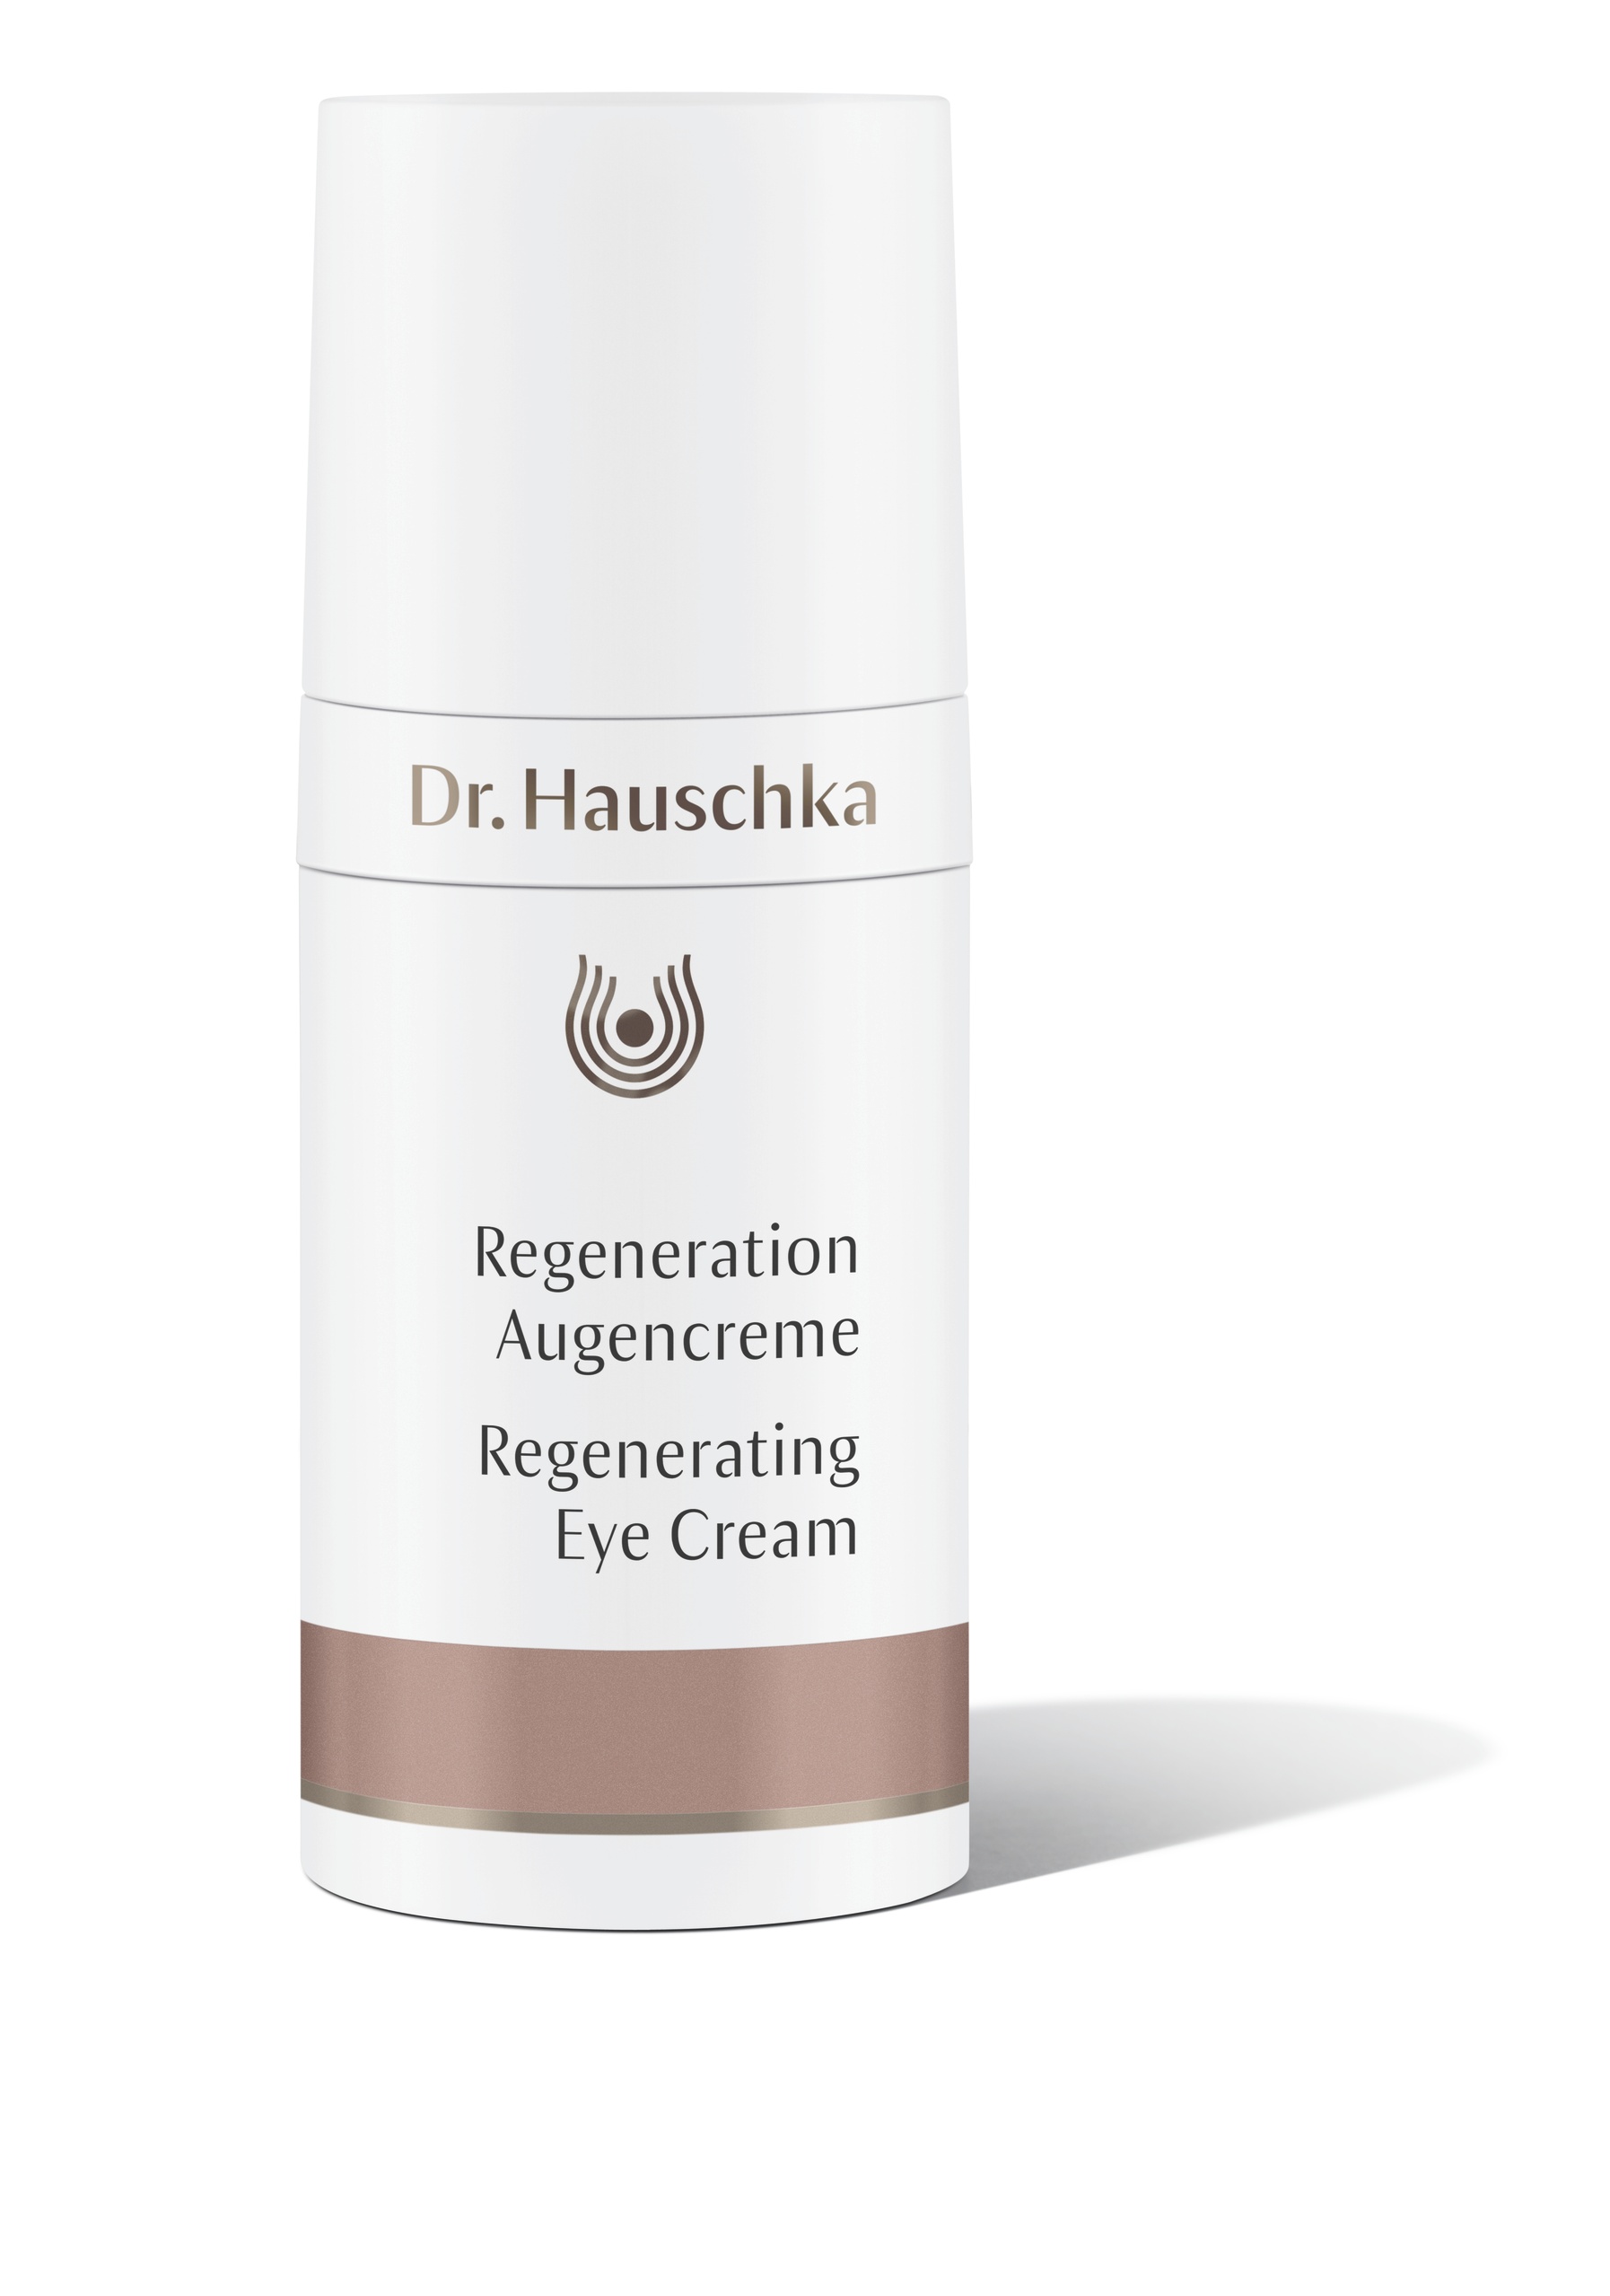 Dr. Hauschka
Regeneration
Augencreme
Regenerating
Eye Cream